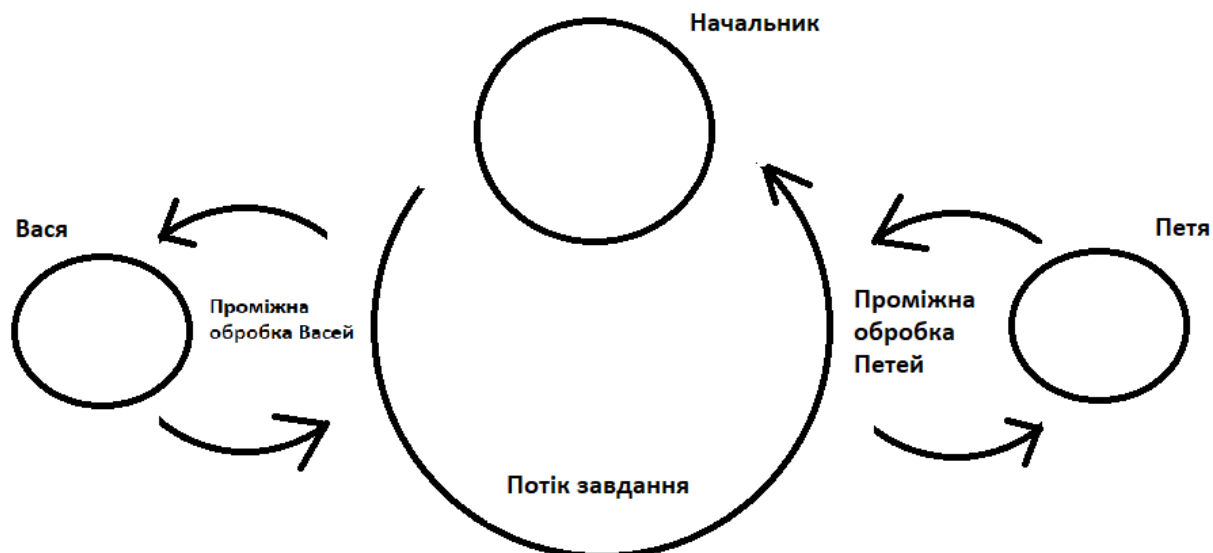 Начальник
Вася
Петя
Проміжна
обробка Васей
Проміжна
обробка
Петей
Потік завдання